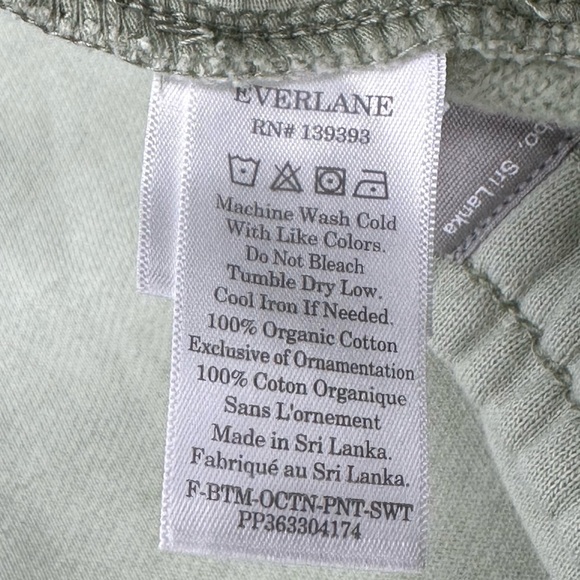 EVERLANE
RN# 139393
Machine Wash Cold
With Like Colors.
Do Not Bleach
Tumble Dry Low.
Cool Iron If Needed.
100% Organic Cotton
Exclusive of Ornamentation
100% Coton Organique
Sans L'ornement
Made in Sri Lanka.
Fabriqué au Sri Lanka.
F-BTM-OCTN-PNT-SWT
PP363304174
Sri Lanka